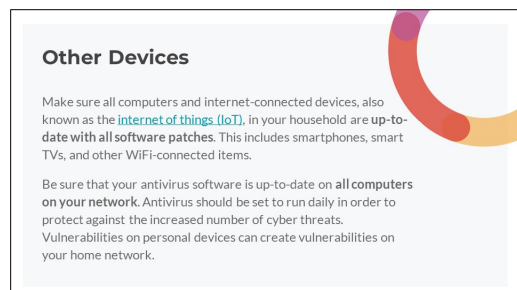 Other Devices
Make sure all computers and internet-connected devices, also
known as the internet of things (IoT), in your household are up-to-
date with all software patches. This includes smartphones, smart
TVs, and other WiFi-connected items.
Be sure that your antivirus software is up-to-date on all computers
on your network. Antivirus should be set to run daily in order to
protect against the increased number of cyber threats.
Vulnerabilities on personal devices can create vulnerabilities on
your home network.